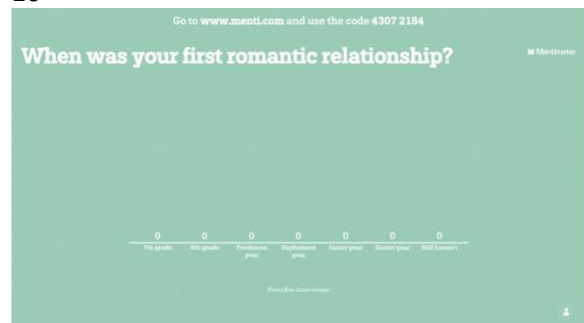 Go to www.menti.com and use the code 4307 2184
When was your first romantic relationship?
Mentimeter
0 0 0 0 0 0 0
7th grade 8th grade Freshman year Sophomore year Junior year Senior year Still haven't
Press S to show image